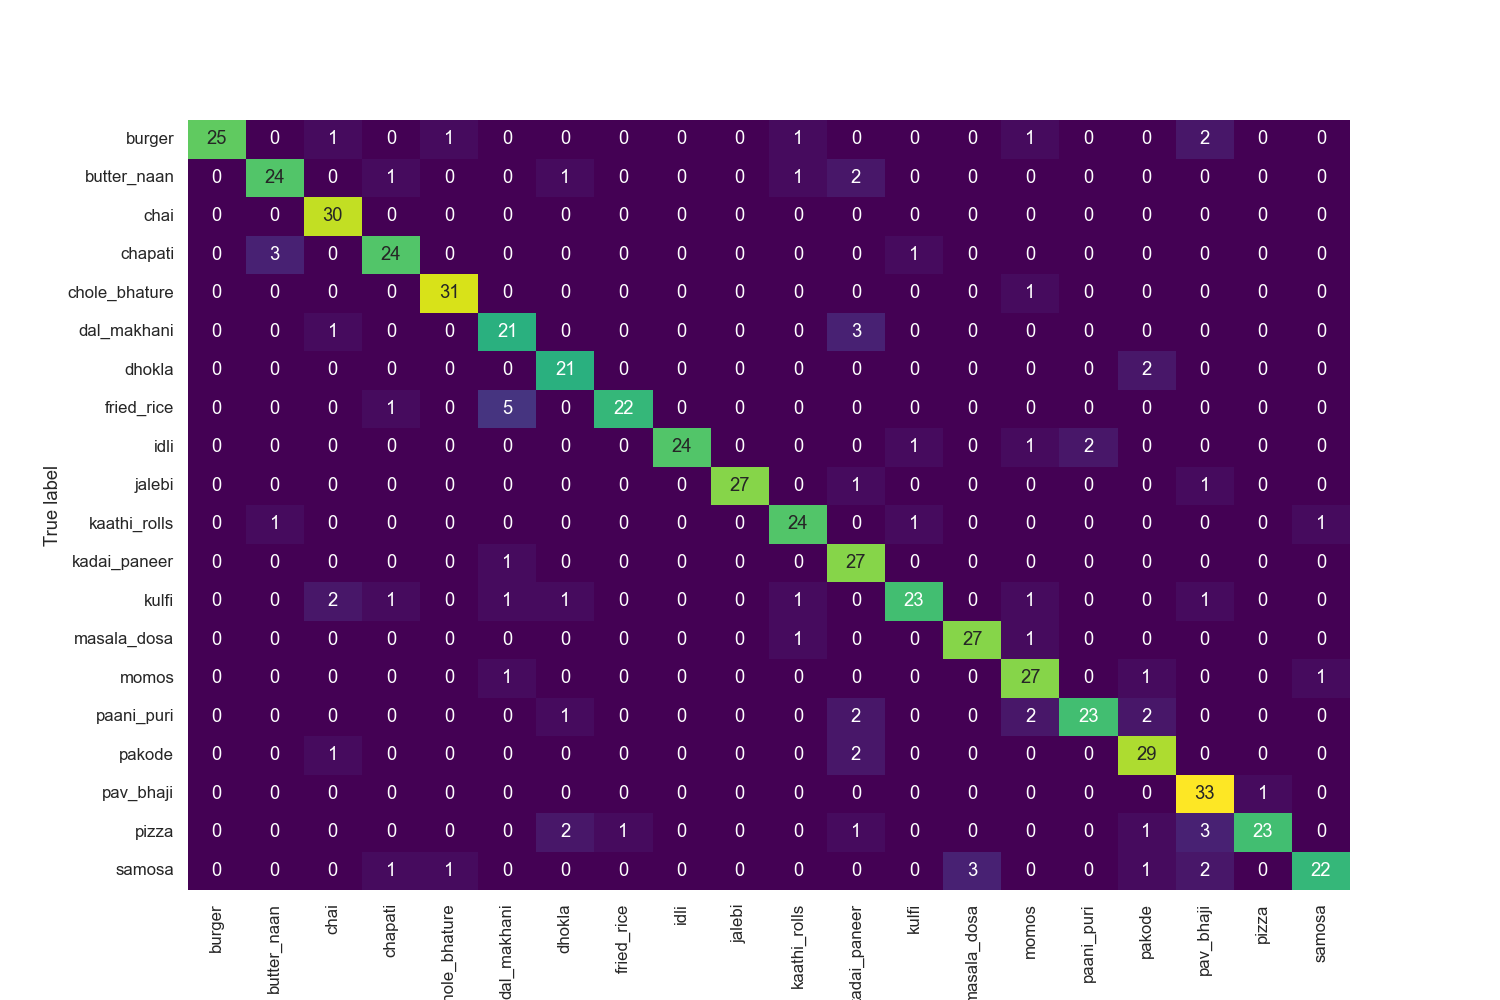 burger 25 0 1 0 1 0 0 0 0 0 1 0 0 0 1 0 0 2 0 0
butter_naan 0 24 0 1 0 0 1 0 0 0 1 2 0 0 0 0 0 0 0 0
chai 0 0 30 0 0 0 0 0 0 0 0 0 0 0 0 0 0 0 0 0
chapati 0 3 0 24 0 0 0 0 0 0 0 0 1 0 0 0 0 0 0 0
chole_bhature 0 0 0 0 31 0 0 0 0 0 0 0 0 0 1 0 0 0 0 0
dal_makhani 0 0 1 0 0 21 0 0 0 0 0 3 0 0 0 0 0 0 0 0
dhokla 0 0 0 0 0 0 21 0 0 0 0 0 0 0 0 0 2 0 0 0
fried_rice 0 0 0 1 0 5 0 22 0 0 0 0 0 0 0 0 0 0 0 0
idli 0 0 0 0 0 0 0 0 24 0 0 0 1 0 1 2 0 0 0 0
jalebi 0 0 0 0 0 0 0 0 0 27 0 1 0 0 0 0 0 1 0 0
kaathi_rolls 0 1 0 0 0 0 0 0 0 0 24 0 1 0 0 0 0 0 0 1
kadai_paneer 0 0 0 0 0 1 0 0 0 0 0 27 0 0 0 0 0 0 0 0
kulfi 0 0 2 1 0 1 1 0 0 0 1 0 23 0 1 0 0 1 0 0
masala_dosa 0 0 0 0 0 0 0 0 0 0 1 0 0 27 1 0 0 0 0 0
momos 0 0 0 0 0 1 0 0 0 0 0 0 0 0 27 0 1 0 0 1
paani_puri 0 0 0 0 0 0 1 0 0 0 0 2 0 0 2 23 2 0 0 0
pakode 0 0 1 0 0 0 0 0 0 0 0 2 0 0 0 0 29 0 0 0
pav_bhaji 0 0 0 0 0 0 0 0 0 0 0 0 0 0 0 0 0 33 1 0
pizza 0 0 0 0 0 0 2 1 0 0 0 1 0 0 0 0 1 3 23 0
samosa 0 0 0 1 1 0 0 0 0 0 0 0 0 3 0 0 1 2 0 22
True label
burger
butter_naan
chai
chapati
hole_bhature
dal_makhani
dhokla
fried_rice
idli
jalebi
kaathi_rolls
adai_paneer
kulfi
masala_dosa
momos
paani_puri
pakode
pav_bhaji
pizza
samosa